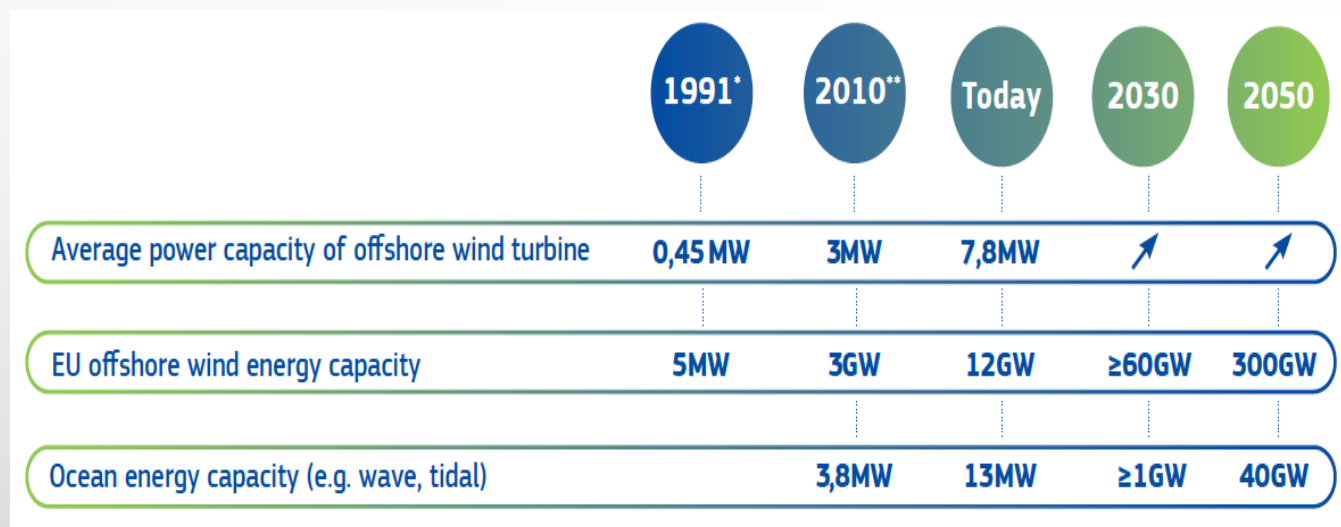 1991* 2010** Today 2030 2050
Average power capacity of offshore wind turbine 0,45 MW 3MW 7,8MW ↗ ↗
EU offshore wind energy capacity 5MW 3GW 12GW ≥60GW 300GW
Ocean energy capacity (e.g. wave, tidal) 3,8MW 13MW ≥1GW 40GW